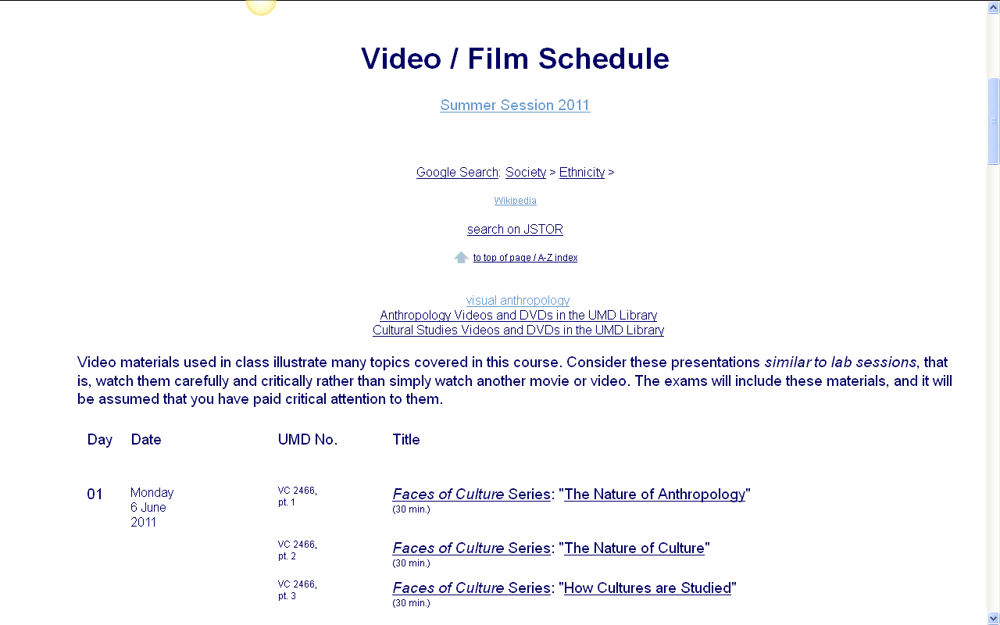 Video / Film Schedule
Summer Session 2011
Google Search: Society > Ethnicity >
Wikipedia
search on JSTOR
to top of page / A-Z index
visual anthropology
Anthropology Videos and DVDs in the UMD Library
Cultural Studies Videos and DVDs in the UMD Library
Video materials used in class illustrate many topics covered in this course. Consider these presentations similar to lab sessions, that
is, watch them carefully and critically rather than simply watch another movie or video. The exams will include these materials, and it will
be assumed that you have paid critical attention to them.
Day Date UMD No. Title
01 Monday VC 2466, Faces of Culture Series: "The Nature of Anthropology"
6 June pt. 1 (30 min.)
2011
VC 2466, Faces of Culture Series: "The Nature of Culture"
pt. 2 (30 min.)
VC 2466, Faces of Culture Series: "How Cultures are Studied"
pt. 3 (30 min.)